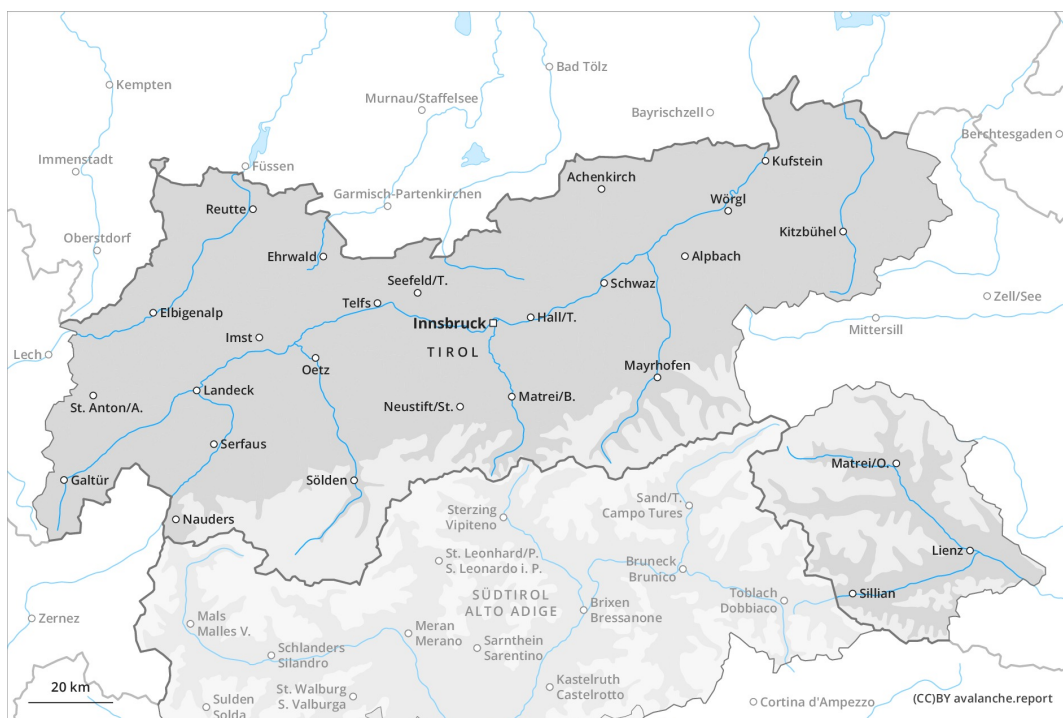 Kempten
Bad Tölz
Murnau/Staffelsee
Bayrischzell
Berchtesgaden
Immenstadt
Füssen
Kufstein
Achenkirch
Garmisch-Partenkirchen
Reutte
Wörgl
Oberstdorf
Kitzbühel
Ehrwald
Alpbach
Seefeld/T.
Schwaz
Zell/See
Telfs
Elbigenalp
Innsbruck
Hall/T.
Mittersill
Imst
TIROL
Lech
Oetz
Mayrhofen
Landeck
St. Anton/A.
Neustift/St.
Matrei/B.
Serfaus
Matrei/O.
Galtür
Sölden
Sand/T.
Campo Tures
Sterzing
Vipiteno
Nauders
Lienz
St. Leonhard/P.
S. Leonardo i. P.
Bruneck
Brunico
Toblach
Dobbiaco
Sillian
SÜDTIROL
ALTO ADIGE
Brixen
Bressanone
Zernez
Mals
Malles V.
Meran
Merano
Sarnthein
Sarentino
Schlanders
Silandro
Kastelruth
Castelrotto
20 km
St. Walburg
S. Valburga
Sulden
Solda
Cortina d'Ampezzo
(CC)BY avalanche.report